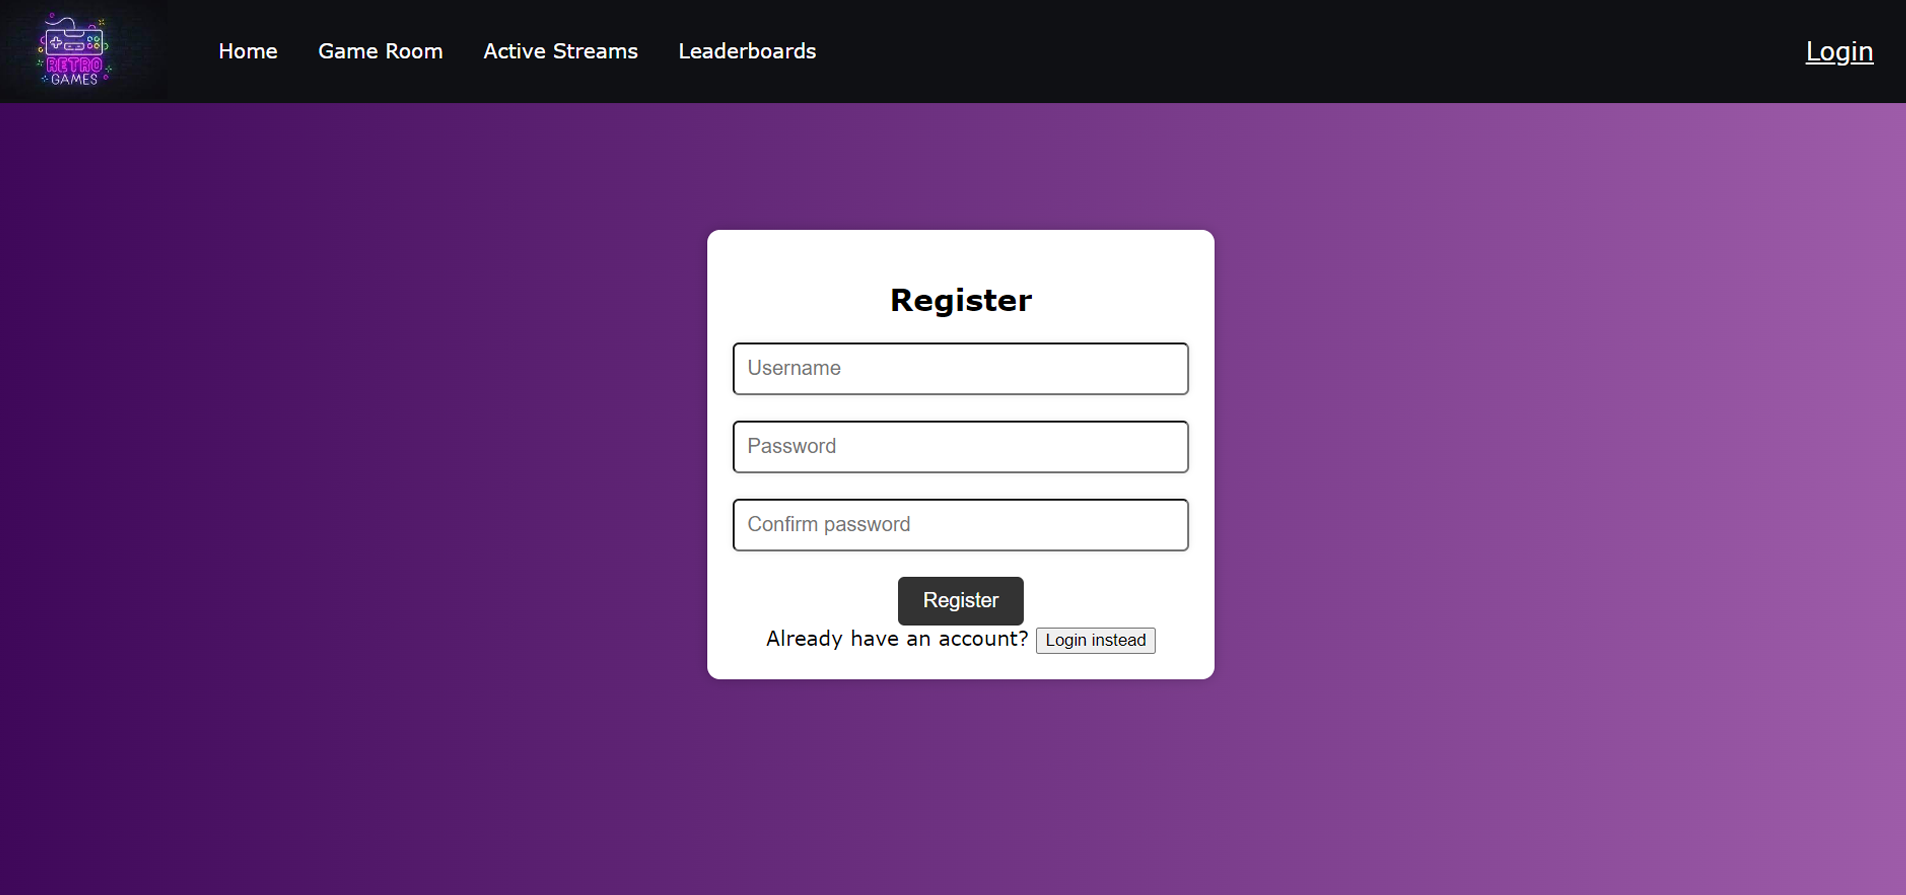 RETRO
GAMES
Home Game Room Active Streams Leaderboards Login
Register
Username
Password
Confirm password
Register
Already have an account? Login instead